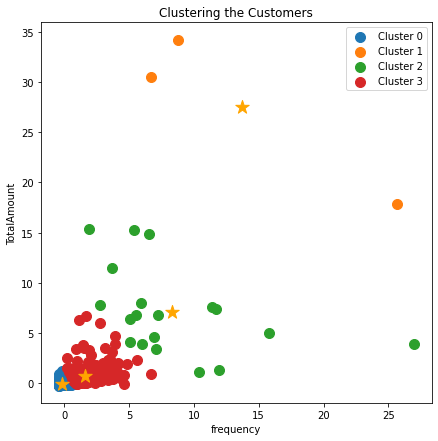 Clustering the Customers
Cluster 0
Cluster 1
Cluster 2
Cluster 3
TotalAmount
35
30
25
20
15
10
5
0
0 5 10 15 20 25
frequency